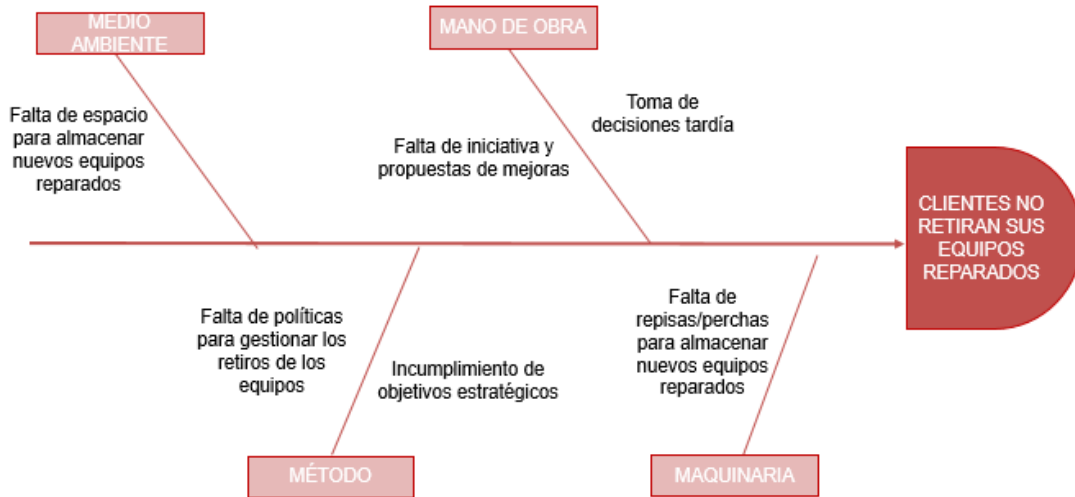 MEDIO
AMBIENTE
MANO DE OBRA
Falta de espacio
para almacenar
nuevos equipos
reparados
Falta de iniciativa y
propuestas de mejoras
Toma de
decisiones tardía
CLIENTES NO
RETIRAN SUS
EQUIPOS
REPARADOS
Falta de políticas
para gestionar los
retiros de los
equipos
Incumplimiento de
objetivos estratégicos
Falta de
repisas/perchas
para almacenar
nuevos equipos
reparados
MÉTODO
MAQUINARIA